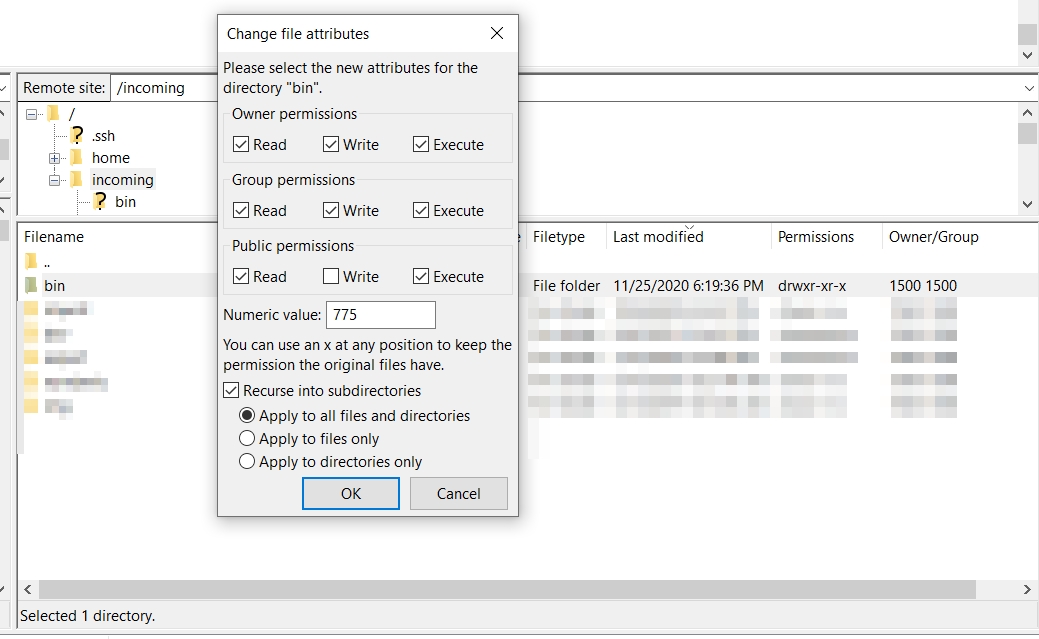 Change file attributes
Please select the new attributes for the
directory "bin".
Owner permissions
Read Write Execute
Group permissions
Read Write Execute
Public permissions
Read Write Execute
Numeric value: 775
You can use an x at any position to keep the
permission the original files have.
Recurse into subdirectories
Apply to all files and directories
Apply to files only
Apply to directories only
OK Cancel
Remote site: /incoming
/
.ssh
home
incoming
bin
Filename Filetype Last modified Permissions Owner/Group
..
bin File folder 11/25/2020 6:19:36 PM drwxr-xr-x 1500 1500
Selected 1 directory.